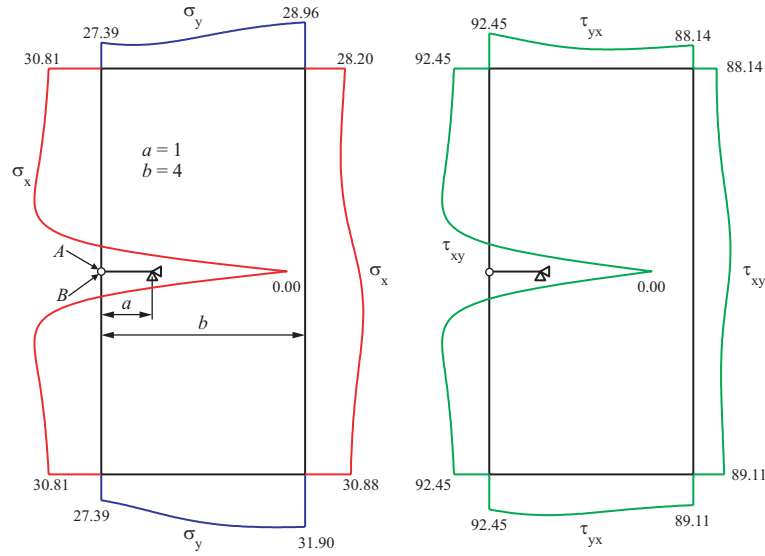 σy
27.39
28.96
30.81
28.20
a = 1
b = 4
σx
A
B
0.00
a
b
σx
30.81
30.88
27.39
σy
31.90
92.45
τyx
88.14
92.45
88.14
τxy
0.00
τxy
92.45
89.11
92.45
τyx
89.11